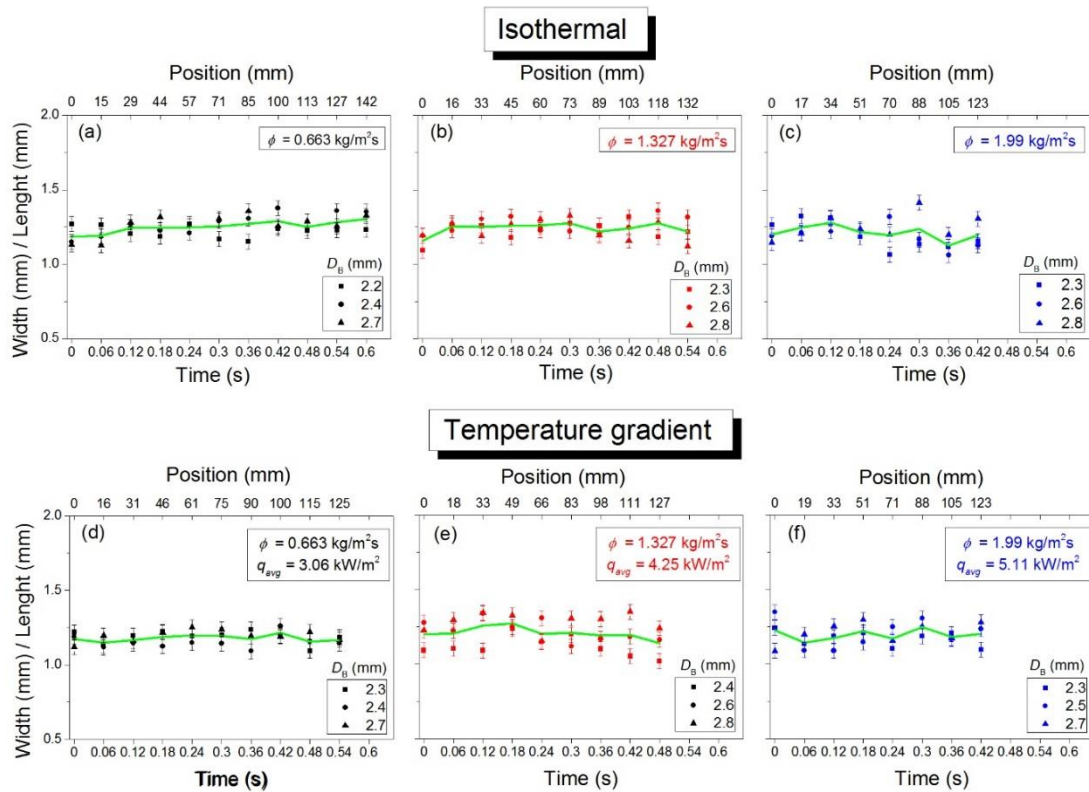 Isothermal
Position (mm)
Position (mm)
Position (mm)
0 15 29 44 57 71 85 100 113 127 142
0 16 33 45 60 73 89 103 118 132
0 17 34 51 70 88 105 123
Width (mm) / Lenght (mm)
2.0
1.5
1.0
0.5
(a)
ϕ = 0.663 kg/m²s
(b)
ϕ = 1.327 kg/m²s
(c)
ϕ = 1.99 kg/m²s
D_B (mm)
2.2
2.4
2.7
D_B (mm)
2.3
2.6
2.8
D_B (mm)
2.3
2.6
2.8
0 0.06 0.12 0.18 0.24 0.3 0.36 0.42 0.48 0.54 0.6
0 0.06 0.12 0.18 0.24 0.3 0.36 0.42 0.48 0.54 0.6
0 0.06 0.12 0.18 0.24 0.3 0.36 0.42 0.48 0.54 0.6
Time (s)
Time (s)
Time (s)
Temperature gradient
Position (mm)
Position (mm)
Position (mm)
0 16 31 46 61 75 90 100 115 125
0 18 33 49 66 83 98 111 127
0 19 33 51 71 88 105 123
Width (mm) / Lenght (mm)
2.0
1.5
1.0
0.5
(d)
ϕ = 0.663 kg/m²s
q_avg = 3.06 kW/m²
(e)
ϕ = 1.327 kg/m²s
q_avg = 4.25 kW/m²
(f)
ϕ = 1.99 kg/m²s
q_avg = 5.11 kW/m²
D_B (mm)
2.3
2.4
2.7
D_B (mm)
2.4
2.6
2.8
D_B (mm)
2.3
2.5
2.7
0 0.06 0.12 0.18 0.24 0.3 0.36 0.42 0.48 0.54 0.6
0 0.06 0.12 0.18 0.24 0.3 0.36 0.42 0.48 0.54 0.6
0 0.06 0.12 0.18 0.24 0.3 0.36 0.42 0.48 0.54 0.6
Time (s)
Time (s)
Time (s)